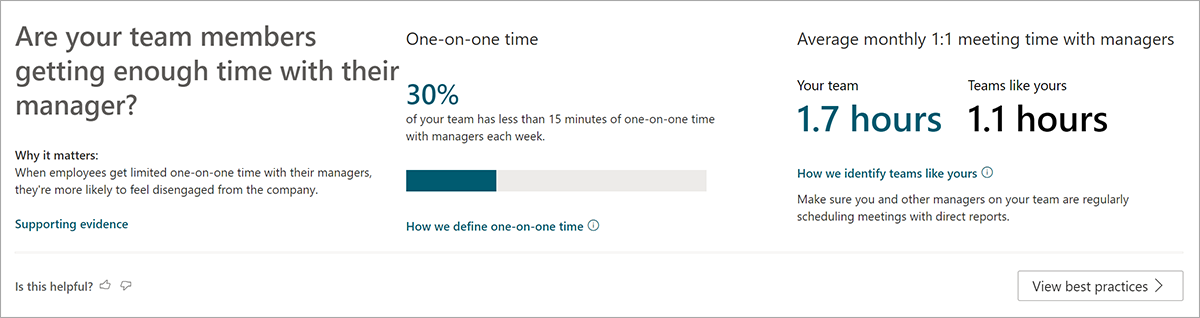 Are your team members
getting enough time with their
manager?
Why it matters:
When employees get limited one-on-one time with their managers,
they're more likely to feel disengaged from the company.
Supporting evidence
One-on-one time
30%
of your team has less than 15 minutes of one-on-one time
with managers each week.
How we define one-on-one time
Average monthly 1:1 meeting time with managers
Your team
1.7 hours
Teams like yours
1.1 hours
How we identify teams like yours
Make sure you and other managers on your team are regularly
scheduling meetings with direct reports.
Is this helpful?
View best practices